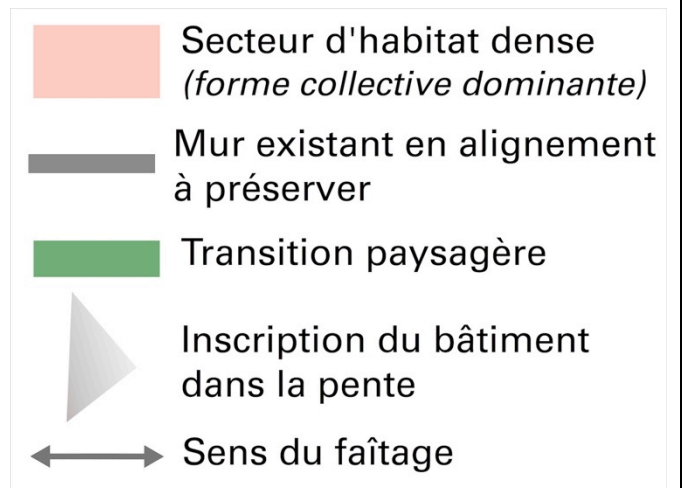 Secteur d'habitat dense
(forme collective dominante)
Mur existant en alignement
à préserver
Transition paysagère
Inscription du bâtiment
dans la pente
Sens du faîtage